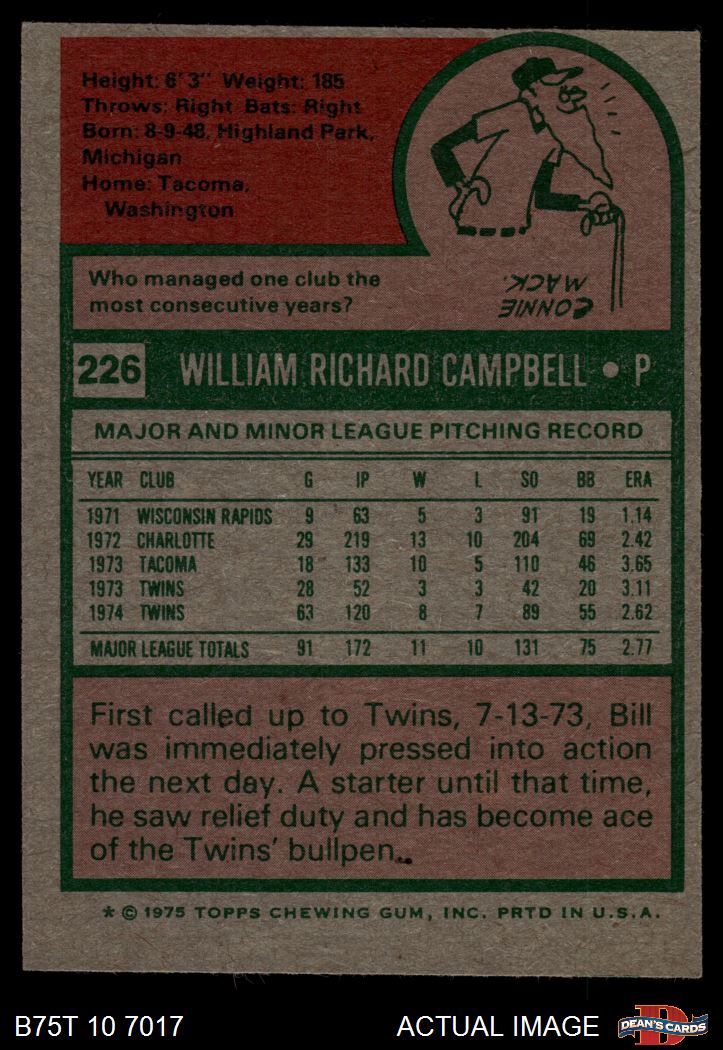 Height: 6'3" Weight: 185
Throws: Right Bats: Right
Born: 8-9-48, Highland Park,
Michigan
Home: Tacoma,
Washington
Who managed one club the
most consecutive years?
CONNIE
MACK.
226 WILLIAM RICHARD CAMPBELL • P
MAJOR AND MINOR LEAGUE PITCHING RECORD
YEAR CLUB G IP W L SO BB ERA
1971 WISCONSIN RAPIDS 9 63 5 3 91 19 1.14
1972 CHARLOTTE 29 219 13 10 204 69 2.42
1973 TACOMA 18 133 10 5 110 46 3.65
1973 TWINS 28 52 3 3 42 20 3.11
1974 TWINS 63 120 8 7 89 55 2.62
MAJOR LEAGUE TOTALS 91 172 11 10 131 75 2.77
First called up to Twins, 7-13-73, Bill
was immediately pressed into action
the next day. A starter until that time,
he saw relief duty and has become ace
of the Twins' bullpen.
* © 1975 TOPPS CHEWING GUM, INC. PRTD IN U.S.A.
B75T 10 7017 ACTUAL IMAGE D DEAN'S CARDS